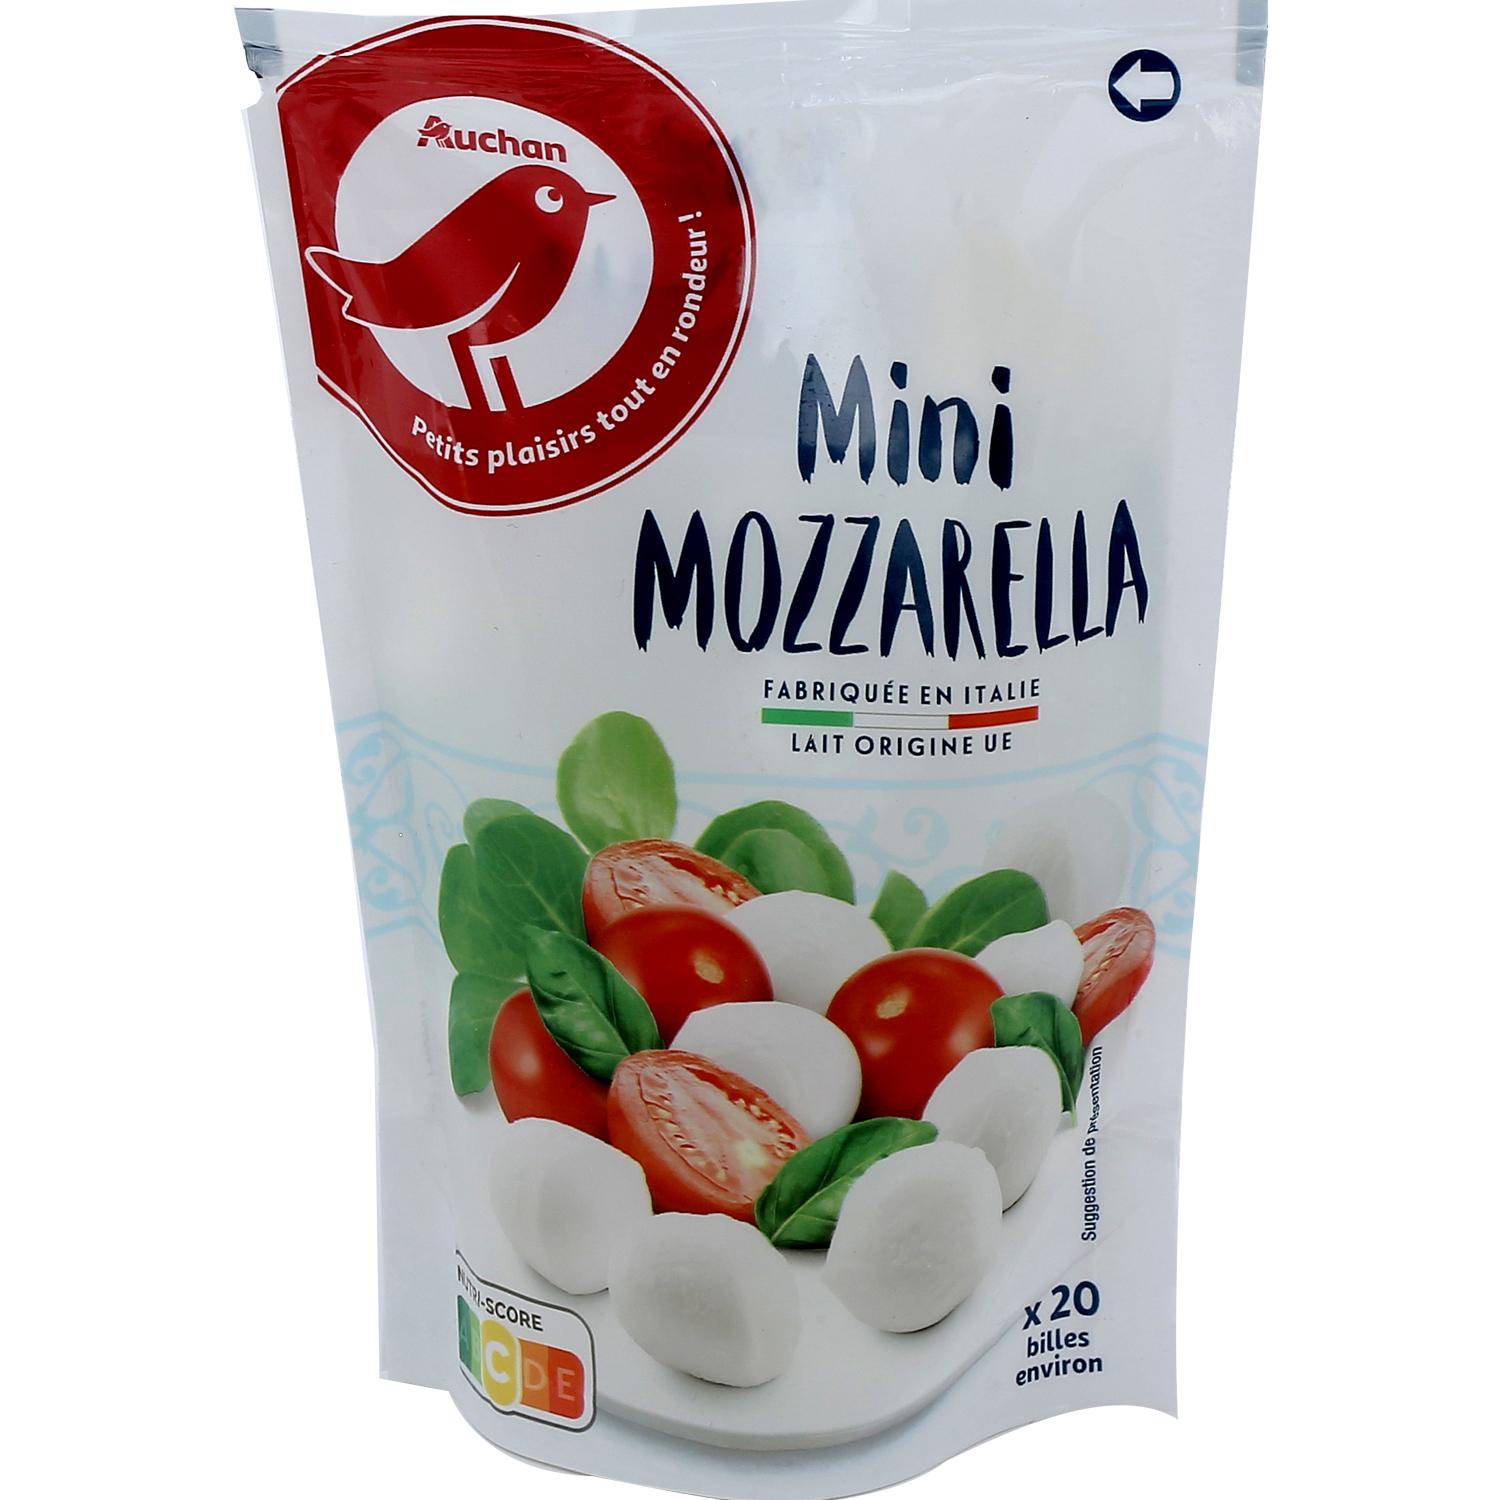 Auchan
Petits plaisirs tout en rondeur !
Mini
MOZZARELLA
FABRIQUÉE EN ITALIE
LAIT ORIGINE UE
Suggestion de présentation
NUTRI-SCORE
A B C D E
x 20
billes
environ